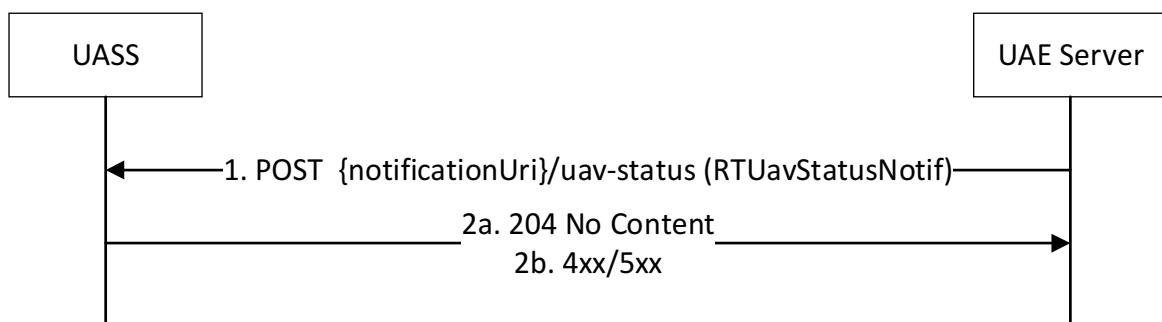 UASS
UAE Server
1. POST  {notificationUri}/uav-status (RTUavStatusNotif)
2a. 204 No Content
2b. 4xx/5xx